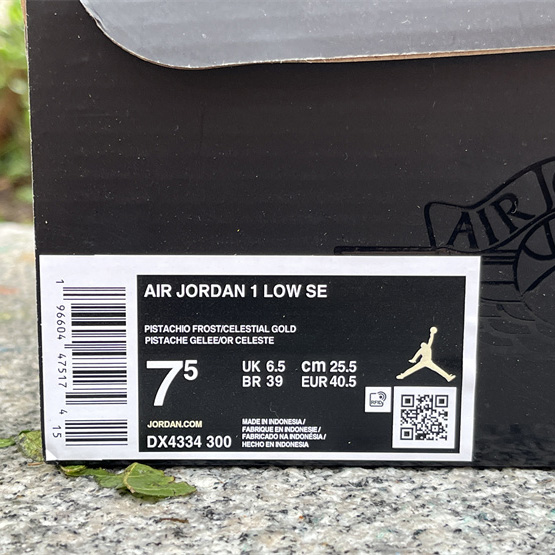 AIR JO
AIR JORDAN 1 LOW SE
PISTACHIO FROST/CELESTIAL GOLD
PISTACHE GELEE/OR CELESTE
7 5
UK 6.5 cm 25.5
BR 39 EUR 40.5
RFID
JORDAN.COM
DX4334 300
MADE IN INDONESIA/
FABRIQUE EN INDONESIE/
FABRICADO NA INDONÉSIA/
HECHO EN INDONESIA
1 96604 47517 4 15